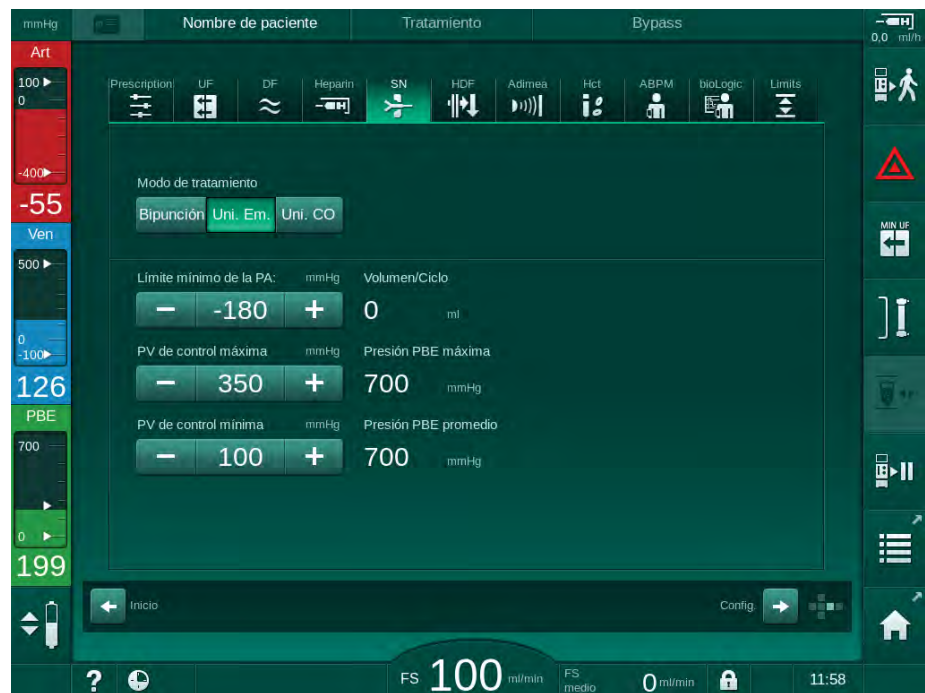 mmHg Nombre de paciente Tratamiento Bypass
0,0 ml/h
Art
100
0
-400
-55
Ven
500
0
-100
126
PBE
700
0
199
Prescription UF DF Heparin SN HDF Adimea Hct ABPM bioLogic Limits
Modo de tratamiento
Bipunción Uni. Em. Uni. CO
Límite mínimo de la PA: mmHg Volumen/Ciclo
− -180 + 0 ml
PV de control máxima mmHg Presión PBE máxima
− 350 + 700 mmHg
PV de control mínima mmHg Presión PBE promedio
− 100 + 700 mmHg
Inicio Config.
MIN UF
? FS 100 ml/min FS medio 0 ml/min 11:58